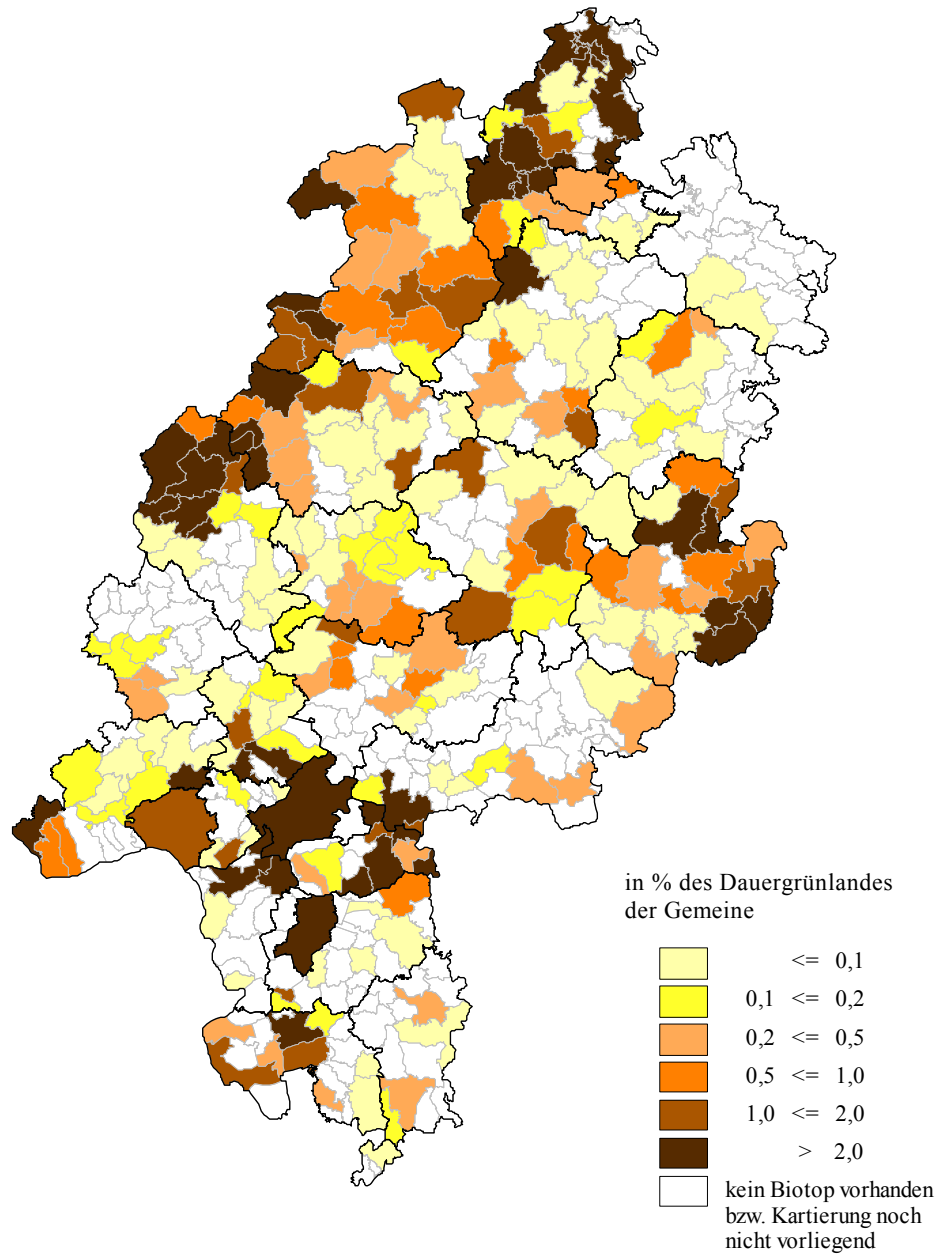 in % des Dauergrünlandes
der Gemeine
<= 0,1
0,1 <= 0,2
0,2 <= 0,5
0,5 <= 1,0
1,0 <= 2,0
> 2,0
kein Biotop vorhanden
bzw. Kartierung noch
nicht vorliegend